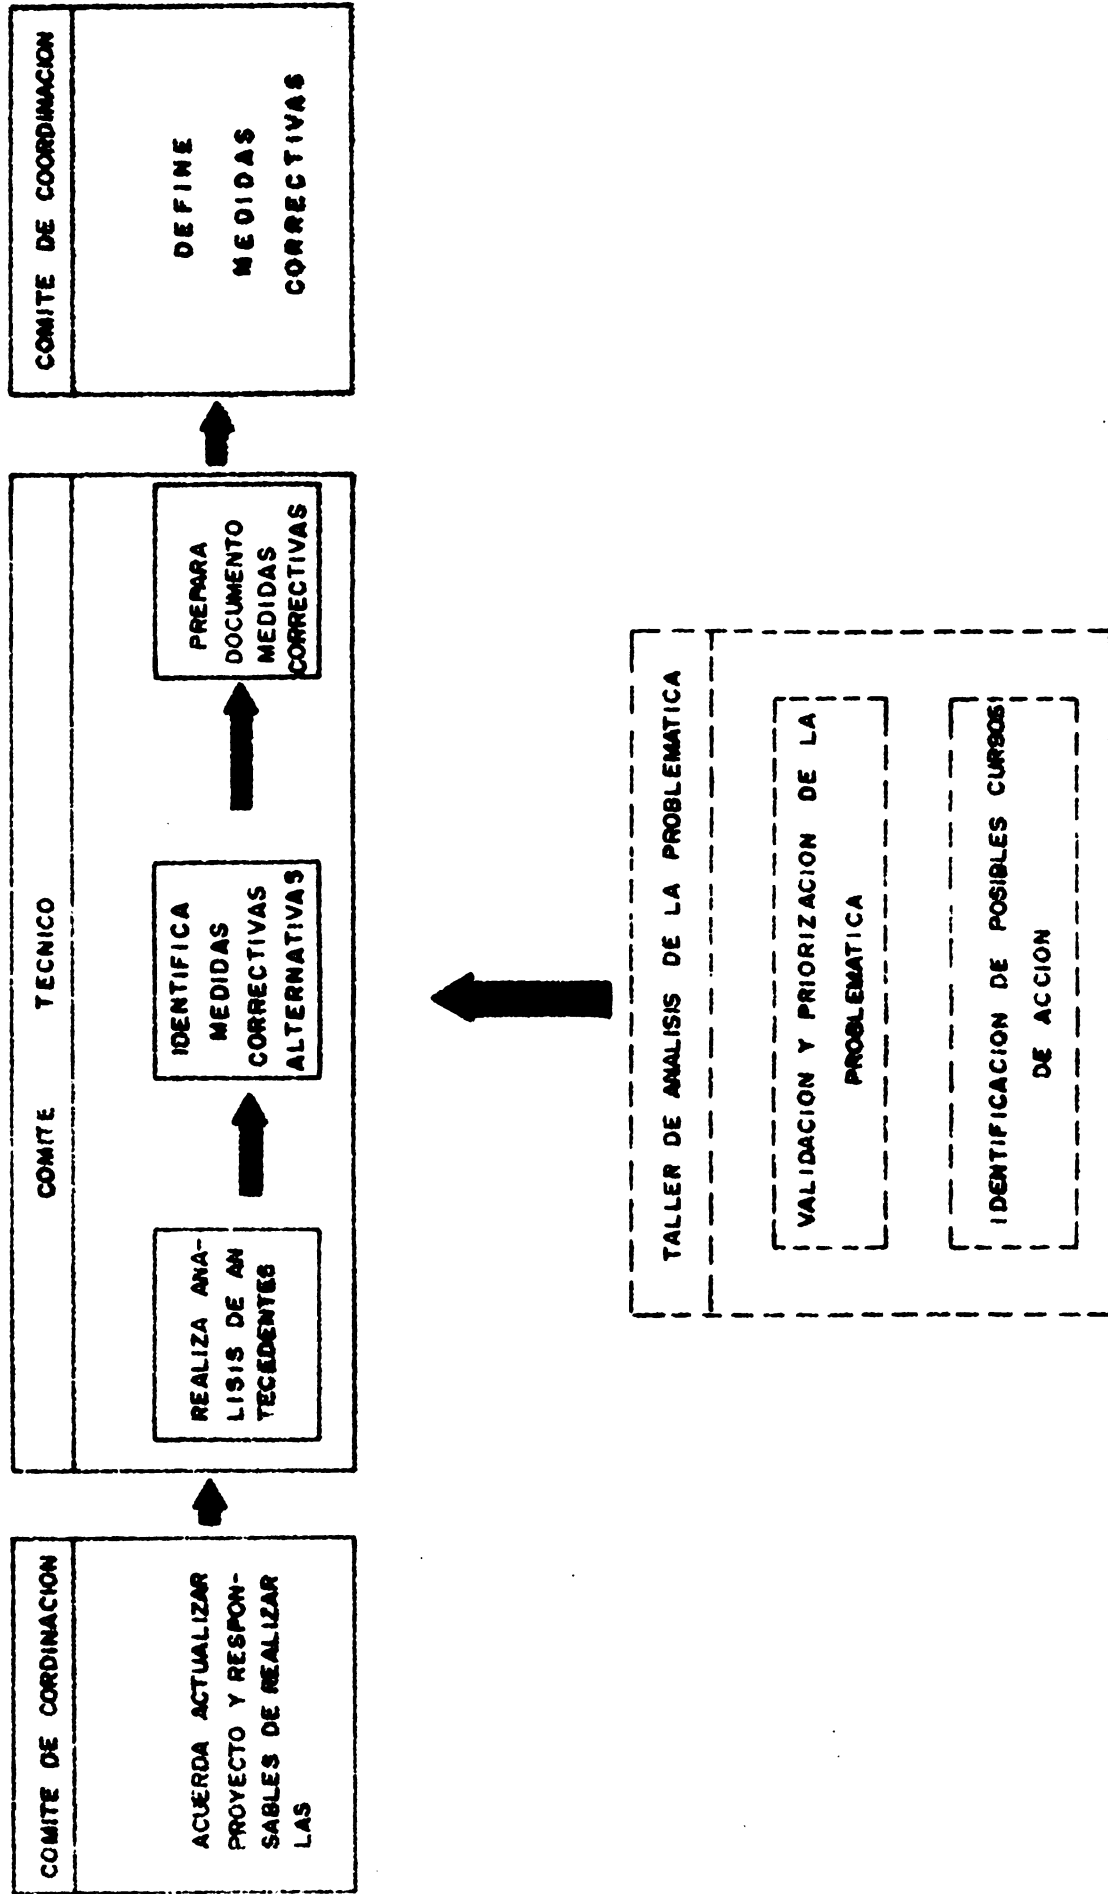 COMITE DE CORDINACION
ACUERDA ACTUALIZAR
PROYECTO Y RESPON-
SABLES DE REALIZAR
LAS
COMITE TECNICO
REALIZA ANA-
LISIS DE AN
TECEDENTES
IDENTIFICA
MEDIDAS
CORRECTIVAS
ALTERNATIVAS
PREPARA
DOCUMENTO
MEDIDAS
CORRECTIVAS
COMITE DE COORDINACION
DEFINE
MEDIDAS
CORRECTIVAS
TALLER DE ANALISIS DE LA PROBLEMATICA
VALIDACION Y PRIORIZACION DE LA
PROBLEMATICA
IDENTIFICACION DE POSIBLES CURSOS
DE ACCION